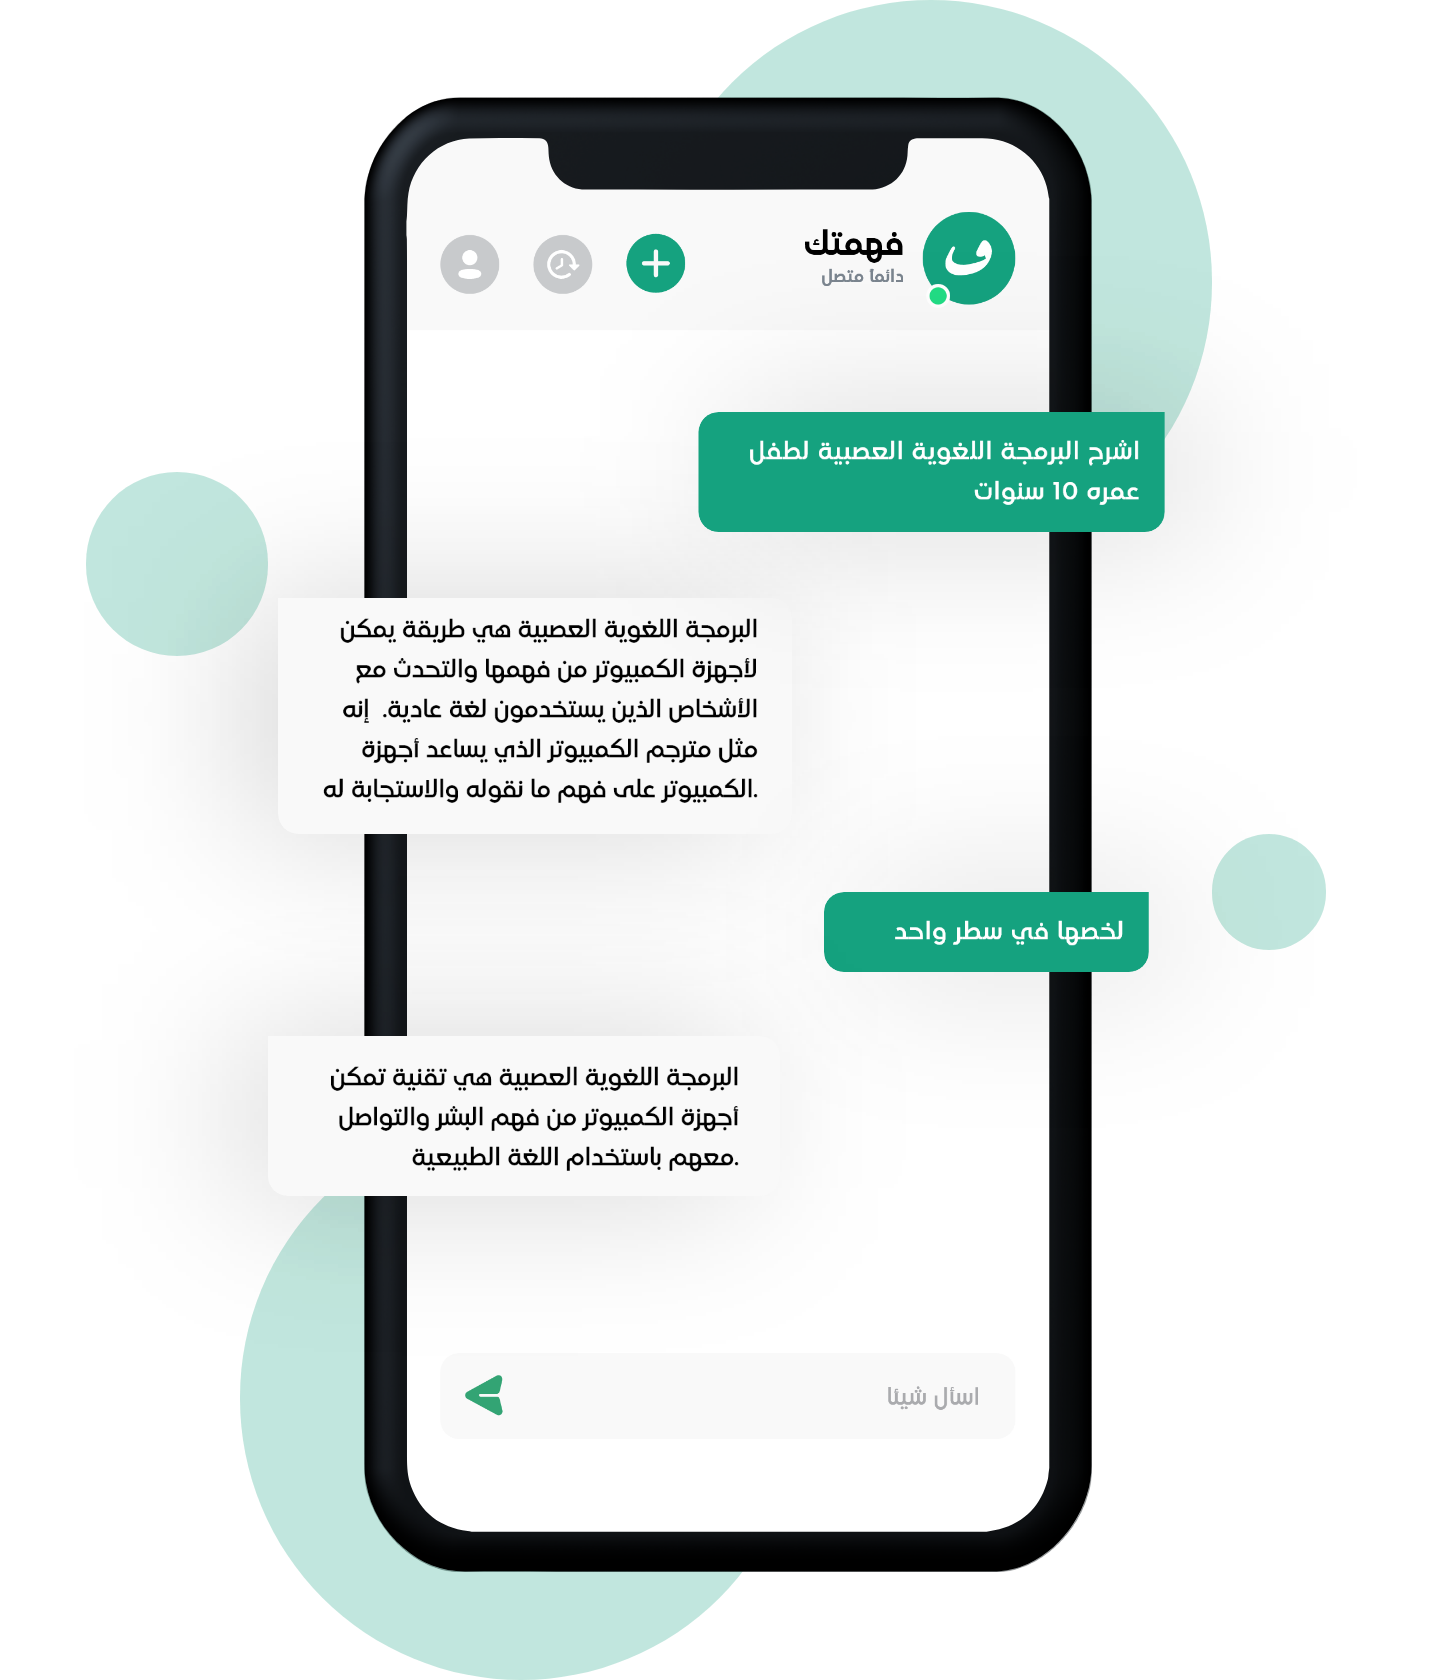 ف
فهمتك
دائماً متصل
اشرح البرمجة اللغوية العصبية لطفل
عمره 10 سنوات
البرمجة اللغوية العصبية هي طريقة يمكن
لأجهزة الكمبيوتر من فهمها والتحدث مع
الأشخاص الذين يستخدمون لغة عادية. إنه
مثل مترجم الكمبيوتر الذي يساعد أجهزة
.الكمبيوتر على فهم ما نقوله والاستجابة له
لخصها في سطر واحد
البرمجة اللغوية العصبية هي تقنية تمكن
أجهزة الكمبيوتر من فهم البشر والتواصل
.معهم باستخدام اللغة الطبيعية
اسأل شيئا